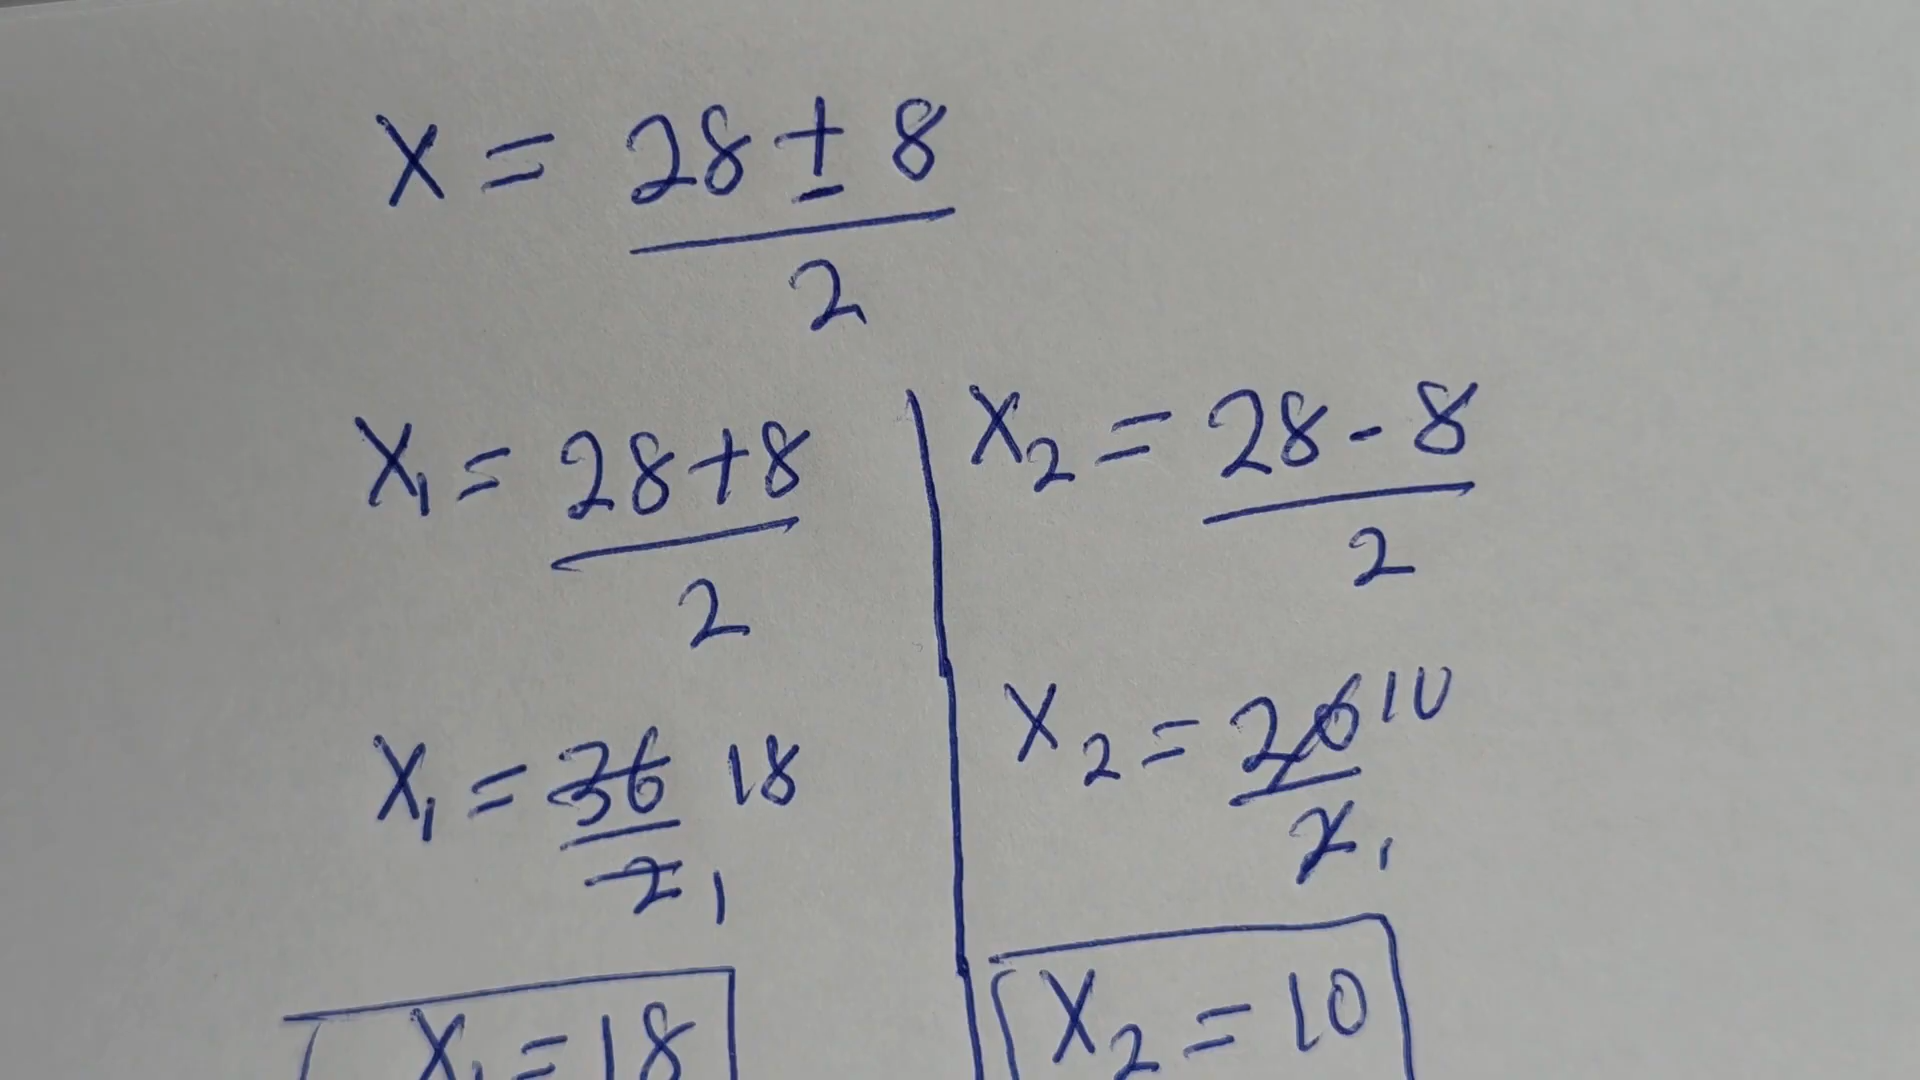 x = 28 ± 8
2
x₁ = 28+8
2
x₁ = 36 18
2 1
x₁ = 18
x₂ = 28 - 8
2
x₂ = 20 10
2 1
x₂ = 10